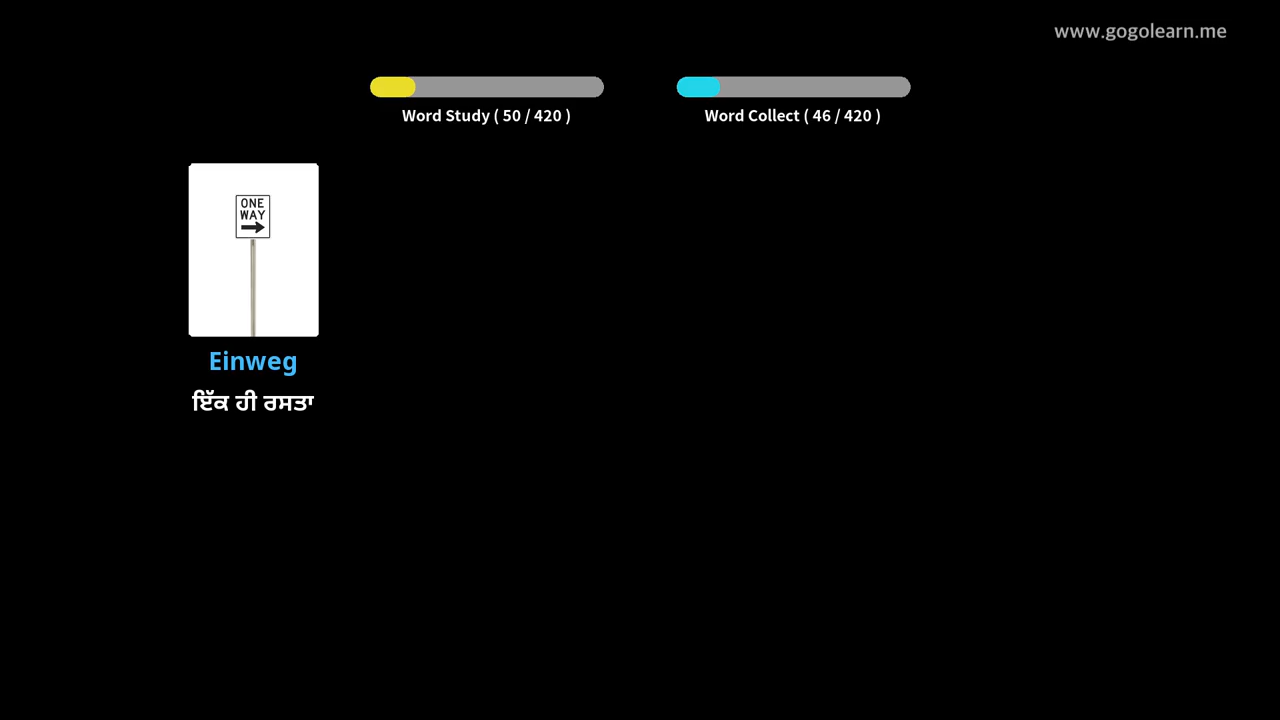 www.gogolearn.me
Word Study ( 50 / 420 )
Word Collect ( 46 / 420 )
ONE
WAY
Einweg
ਇੱਕ ਹੀ ਰਸਤਾ